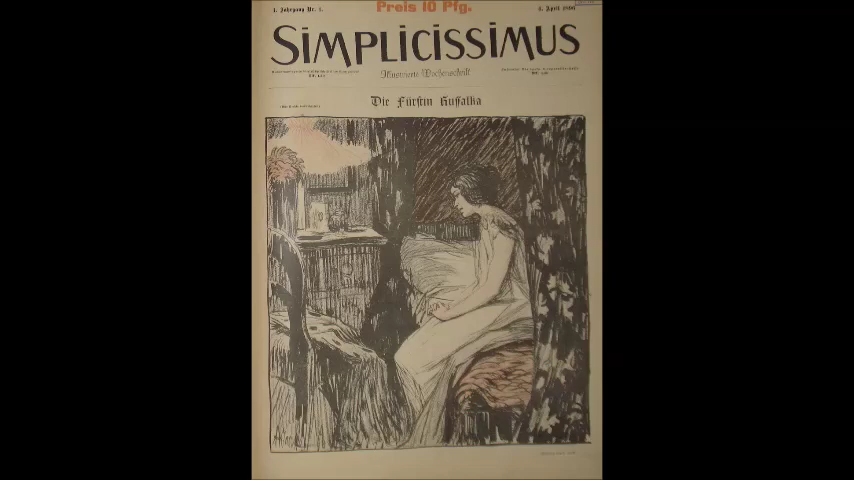 1. Jahrgang Nr. 1.
Preis 10 Pfg.
4. April 1896
SIMPLICISSIMUS
Illustrierte Wochenschrift
Die Fürstin Russalka